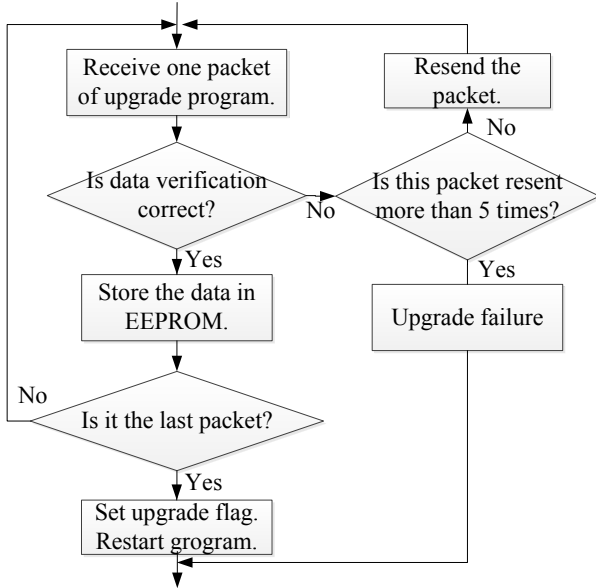 Receive one packet
of upgrade program.
Resend the
packet.
No
Is data verification
correct?
No
Is this packet resent
more than 5 times?
Yes
Yes
Store the data in
EEPROM.
Upgrade failure
No
Is it the last packet?
Yes
Set upgrade flag.
Restart grogram.